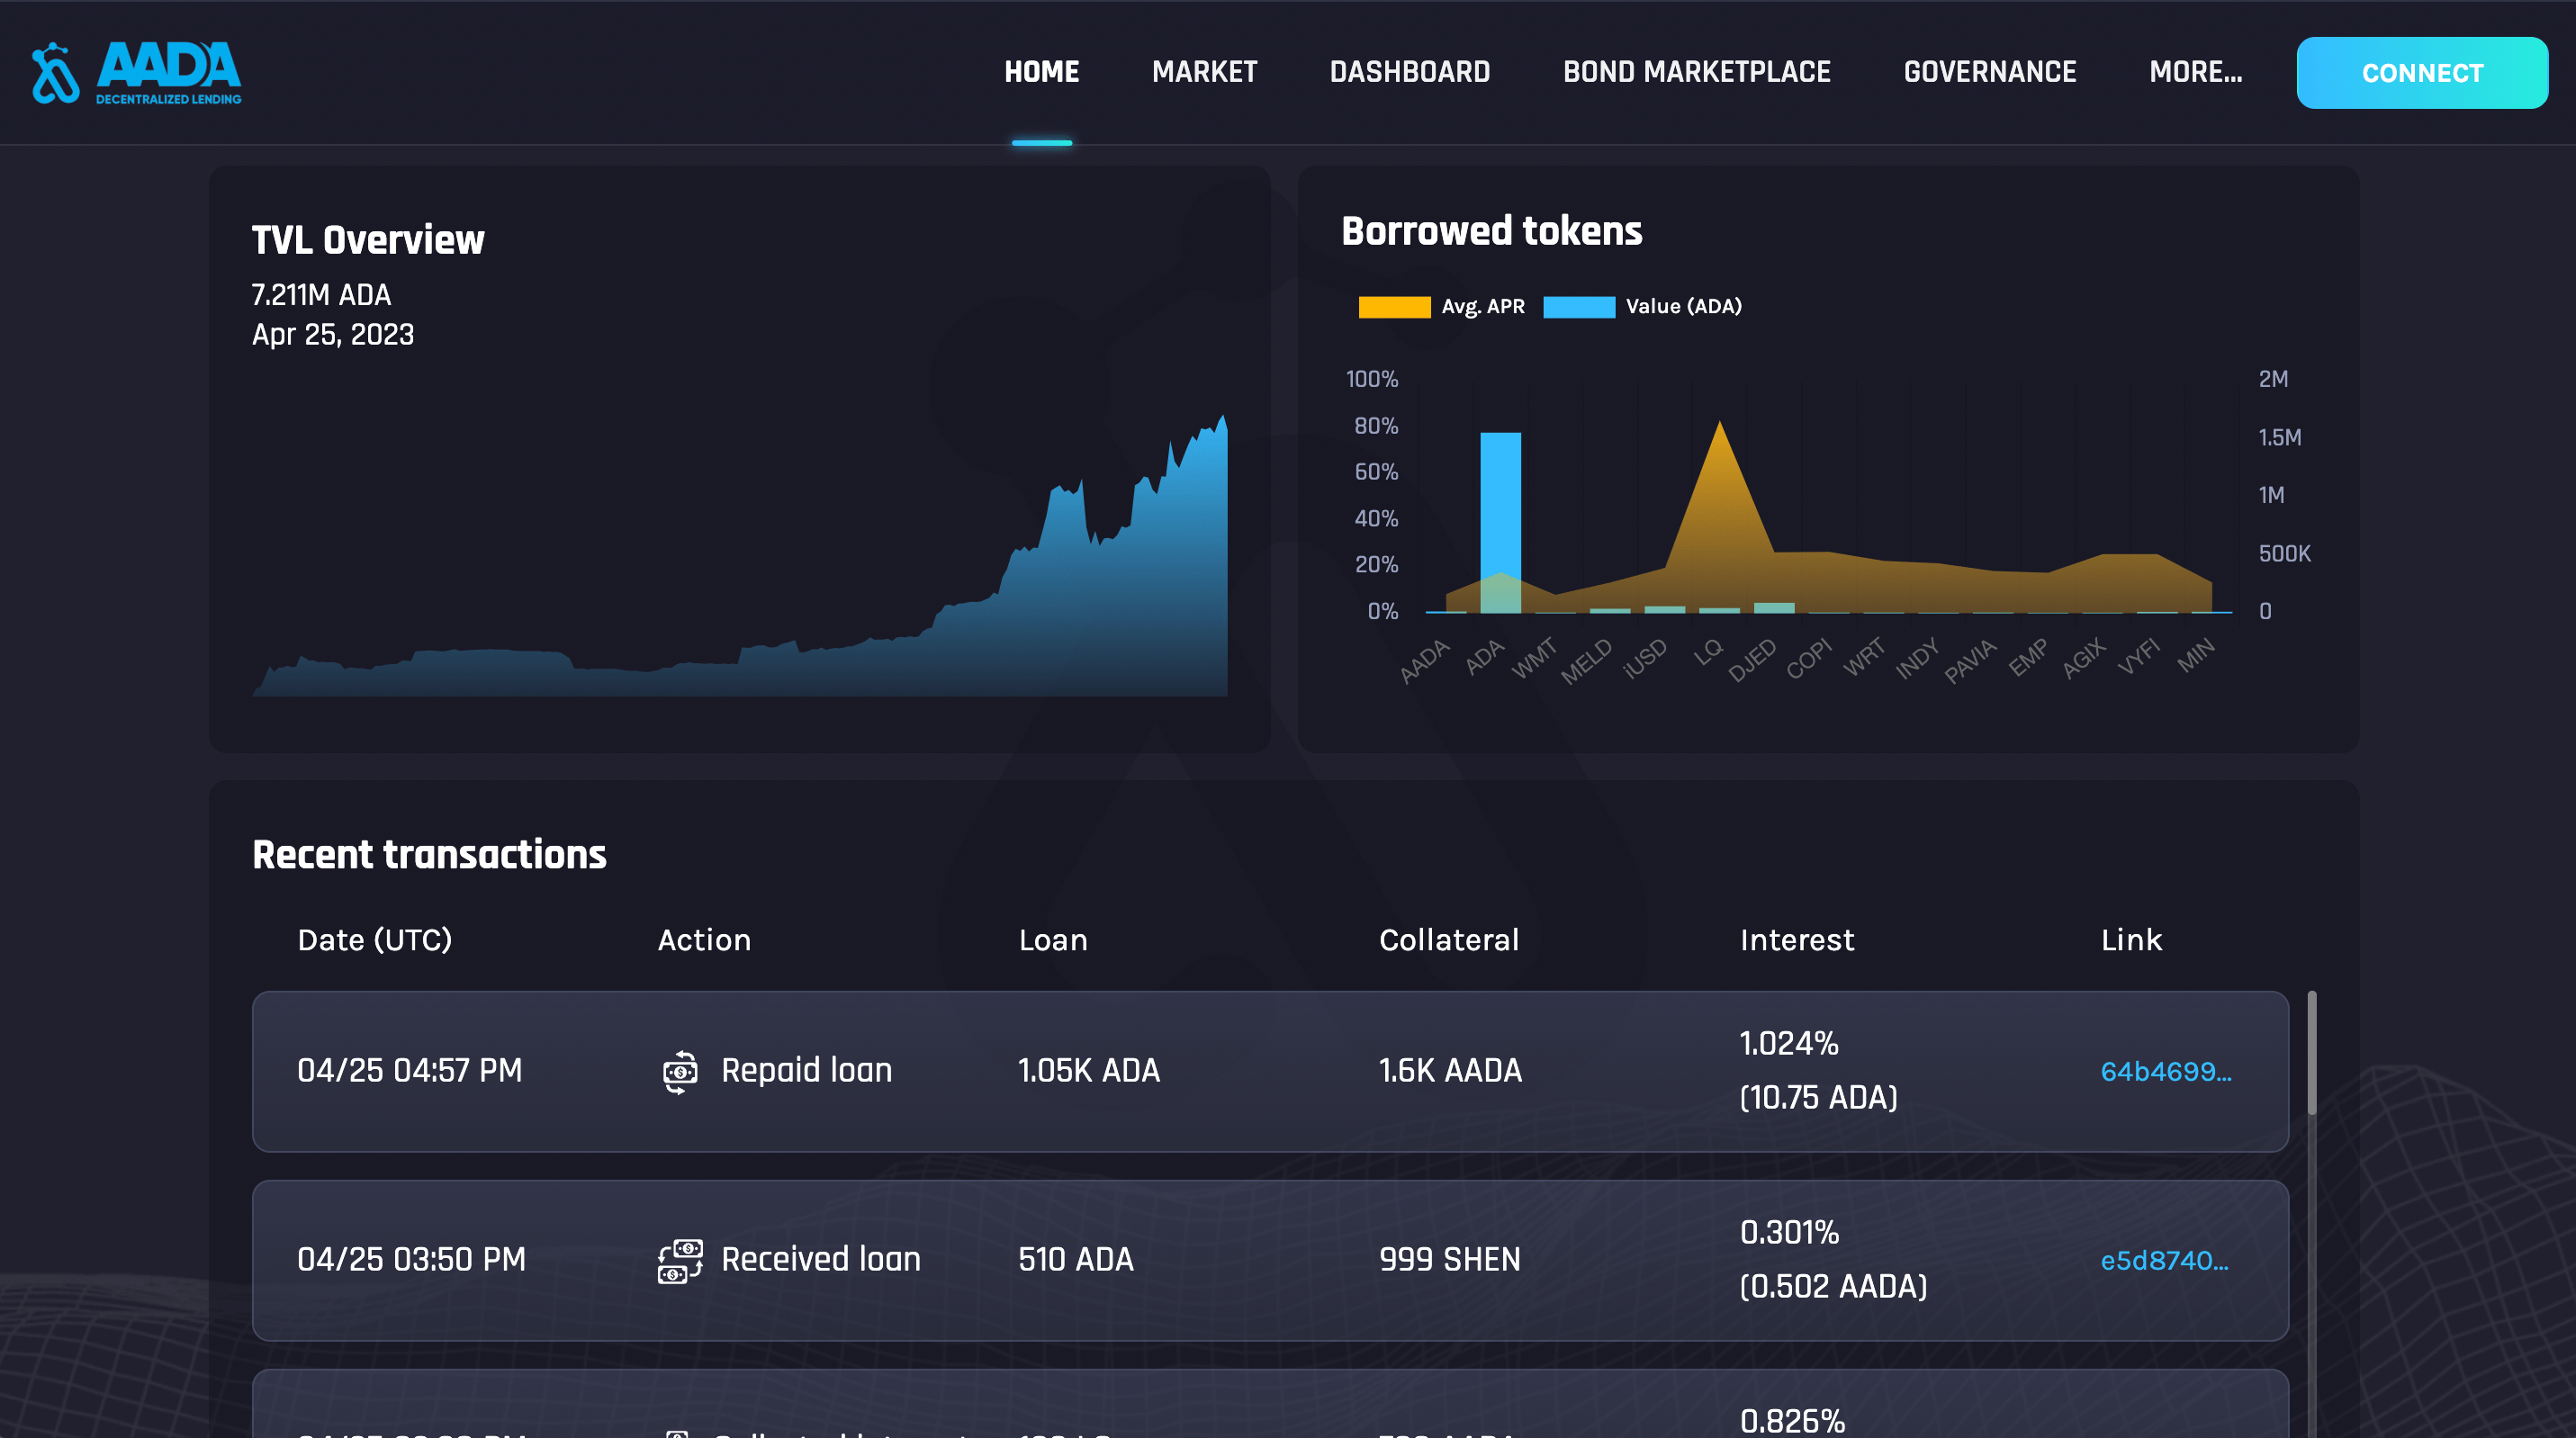 AADA
DECENTRALIZED LENDING
HOME
MARKET
DASHBOARD
BOND MARKETPLACE
GOVERNANCE
MORE...
CONNECT
TVL Overview
7.211M ADA
Apr 25, 2023
Borrowed tokens
Avg. APR
Value (ADA)
100%
80%
60%
40%
20%
0%
2M
1.5M
1M
500K
0
AADA
ADA
WMT
MELD
iUSD
LQ
DJED
COPI
WRT
INDY
PAVIA
EMP
AGIX
VYFI
MIN
Recent transactions
Date (UTC)
Action
Loan
Collateral
Interest
Link
04/25 04:57 PM
Repaid loan
1.05K ADA
1.6K AADA
1.024%
(10.75 ADA)
64b4699...
04/25 03:50 PM
Received loan
510 ADA
999 SHEN
0.301%
(0.502 AADA)
e5d8740...
0.826%